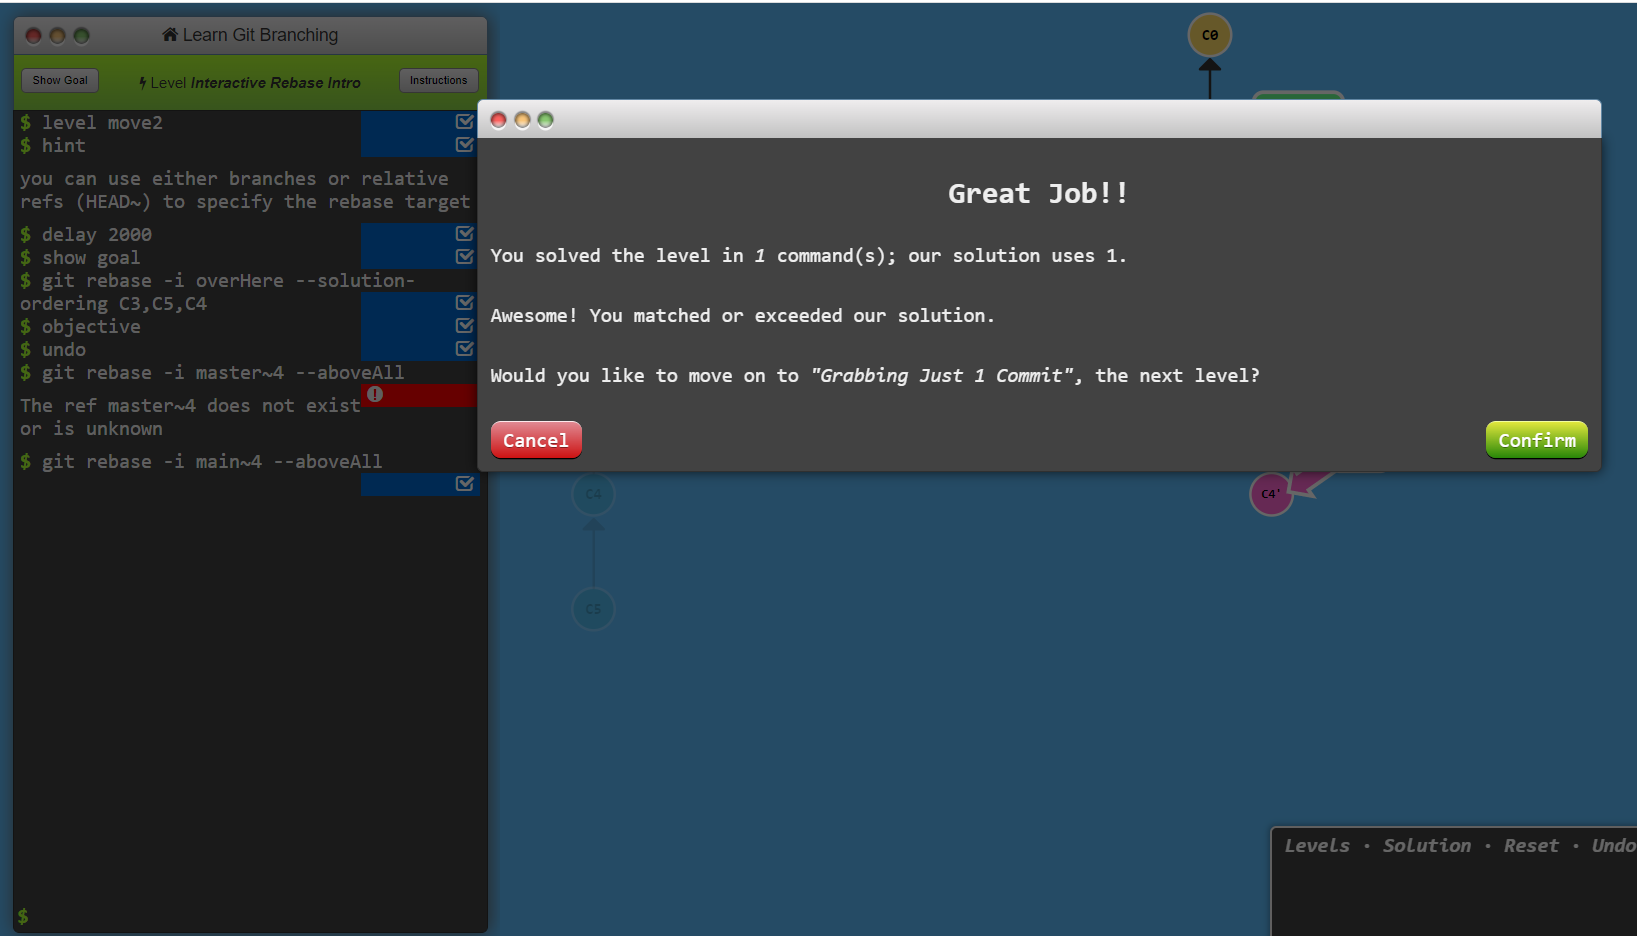 Learn Git Branching
Show Goal
Level Interactive Rebase Intro
Instructions
$ level move2
$ hint
you can use either branches or relative
refs (HEAD~) to specify the rebase target
$ delay 2000
$ show goal
$ git rebase -i overHere --solution-
ordering C3,C5,C4
$ objective
$ undo
$ git rebase -i master~4 --aboveAll
The ref master~4 does not exist
or is unknown
$ git rebase -i main~4 --aboveAll
$
C0
Great Job!!
You solved the level in 1 command(s); our solution uses 1.
Awesome! You matched or exceeded our solution.
Would you like to move on to "Grabbing Just 1 Commit", the next level?
Cancel
Confirm
C4
C4'
C5
Levels · Solution · Reset · Undo